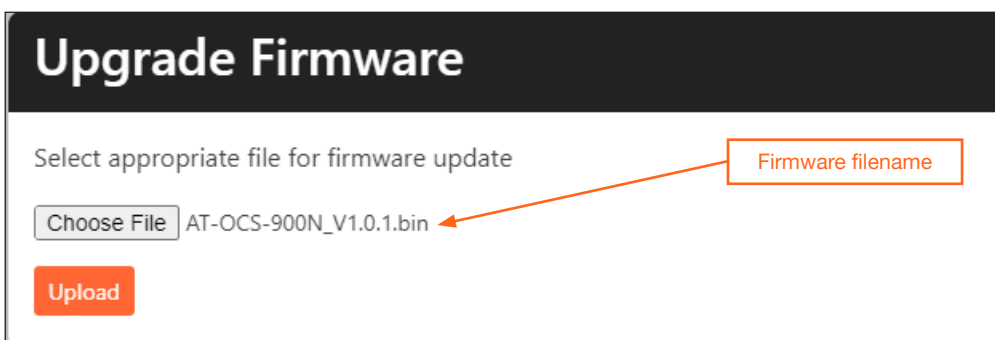 Upgrade Firmware
Select appropriate file for firmware update
Firmware filename
Choose File AT-OCS-900N_V1.0.1.bin
Upload